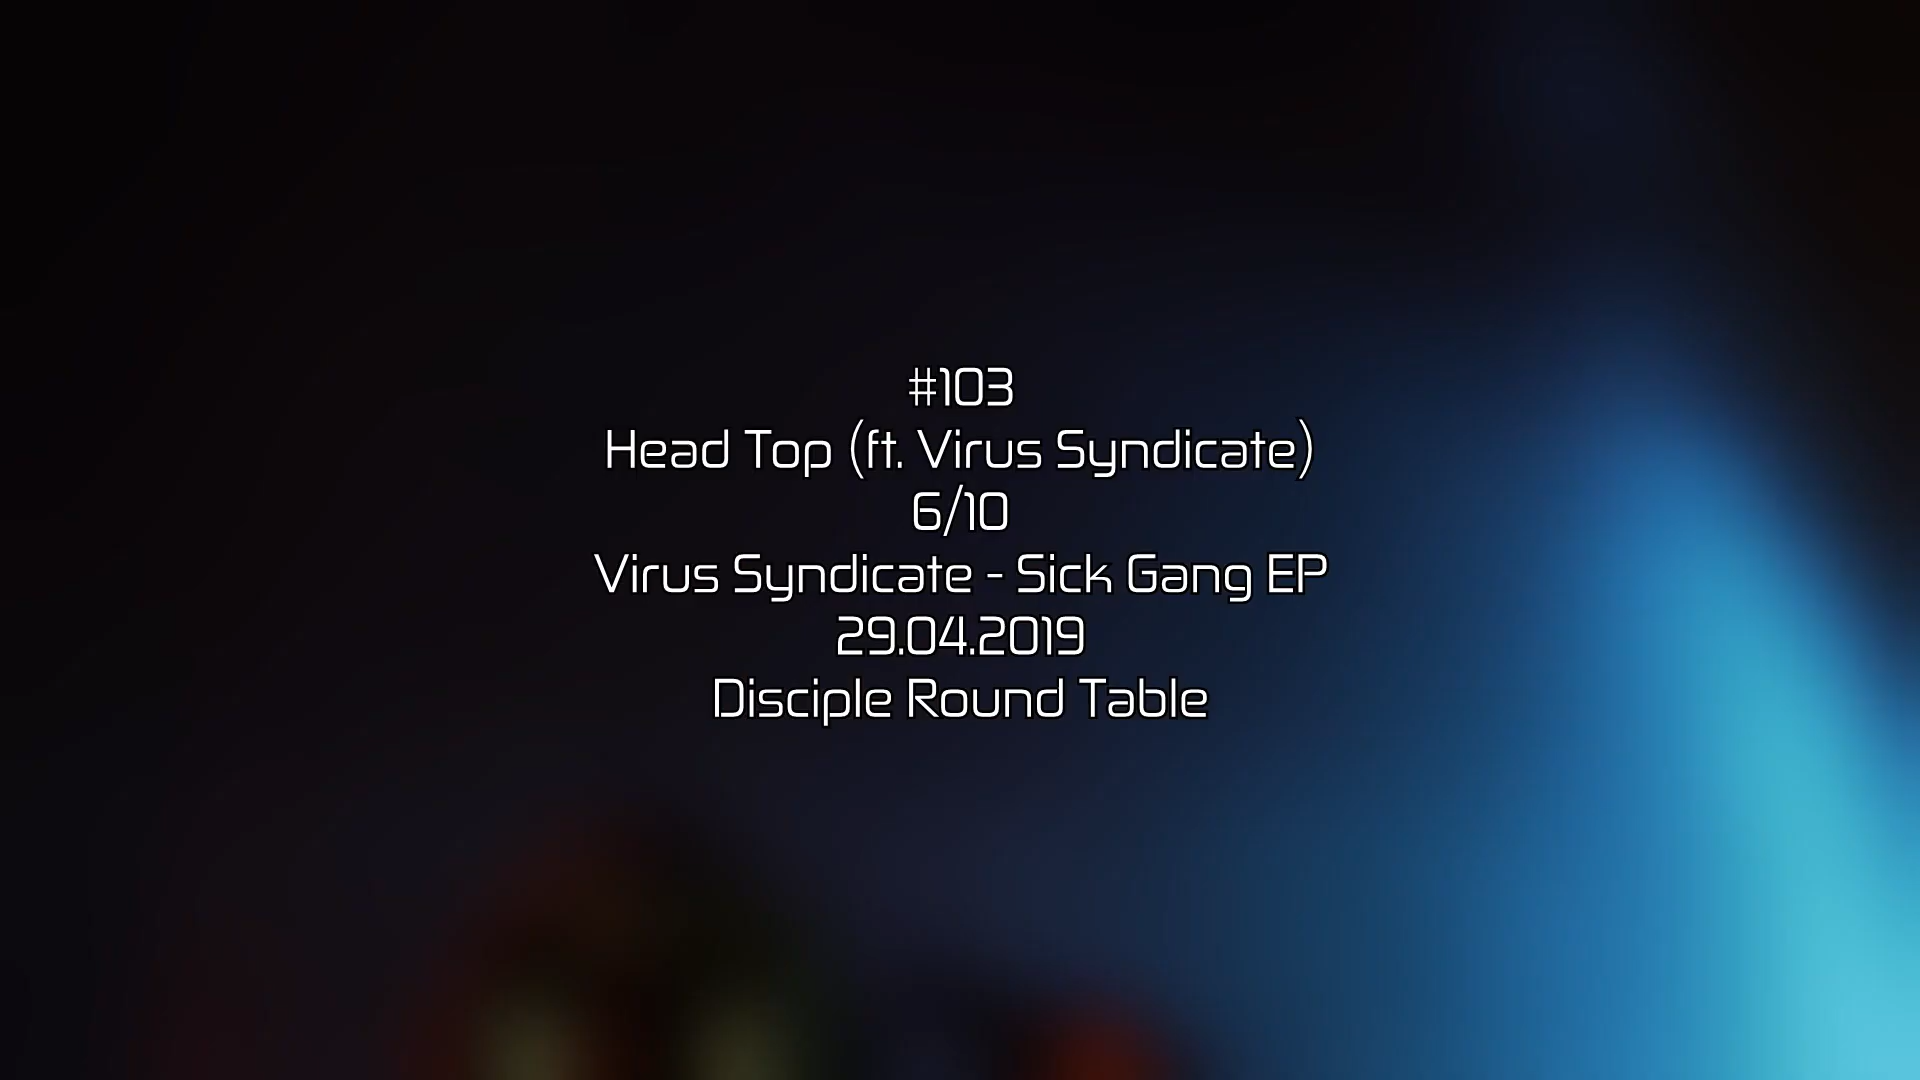 #103
Head Top (ft. Virus Syndicate)
6/10
Virus Syndicate - Sick Gang EP
29.04.2019
Disciple Round Table